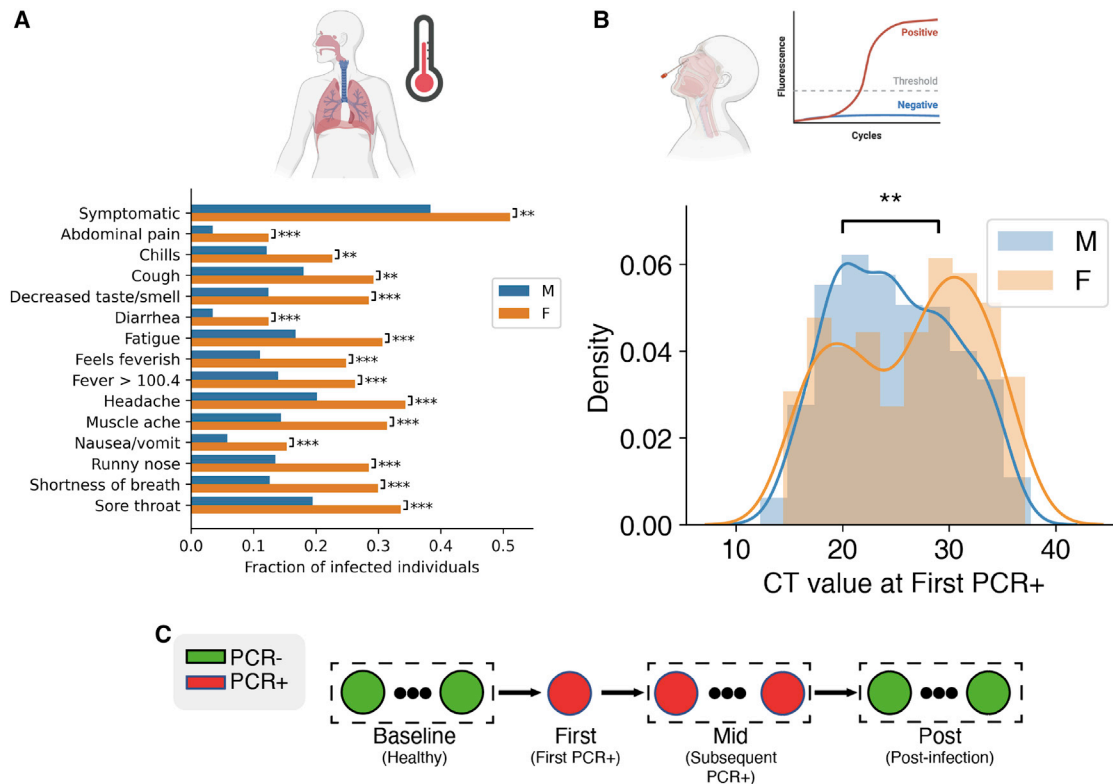 A
Symptomatic
Abdominal pain
Chills
Cough
Decreased taste/smell
Diarrhea
Fatigue
Feels feverish
Fever > 100.4
Headache
Muscle ache
Nausea/vomit
Runny nose
Shortness of breath
Sore throat
**
***
**
**
***
***
***
***
***
***
***
***
***
***
***
M
F
0.0 0.1 0.2 0.3 0.4 0.5
Fraction of infected individuals
B
Fluorescence
Positive
Threshold
Negative
Cycles
**
M
F
Density
0.06
0.04
0.02
0.00
10 20 30 40
CT value at First PCR+
C
PCR-
PCR+
Baseline
(Healthy)
First
(First PCR+)
Mid
(Subsequent
PCR+)
Post
(Post-infection)